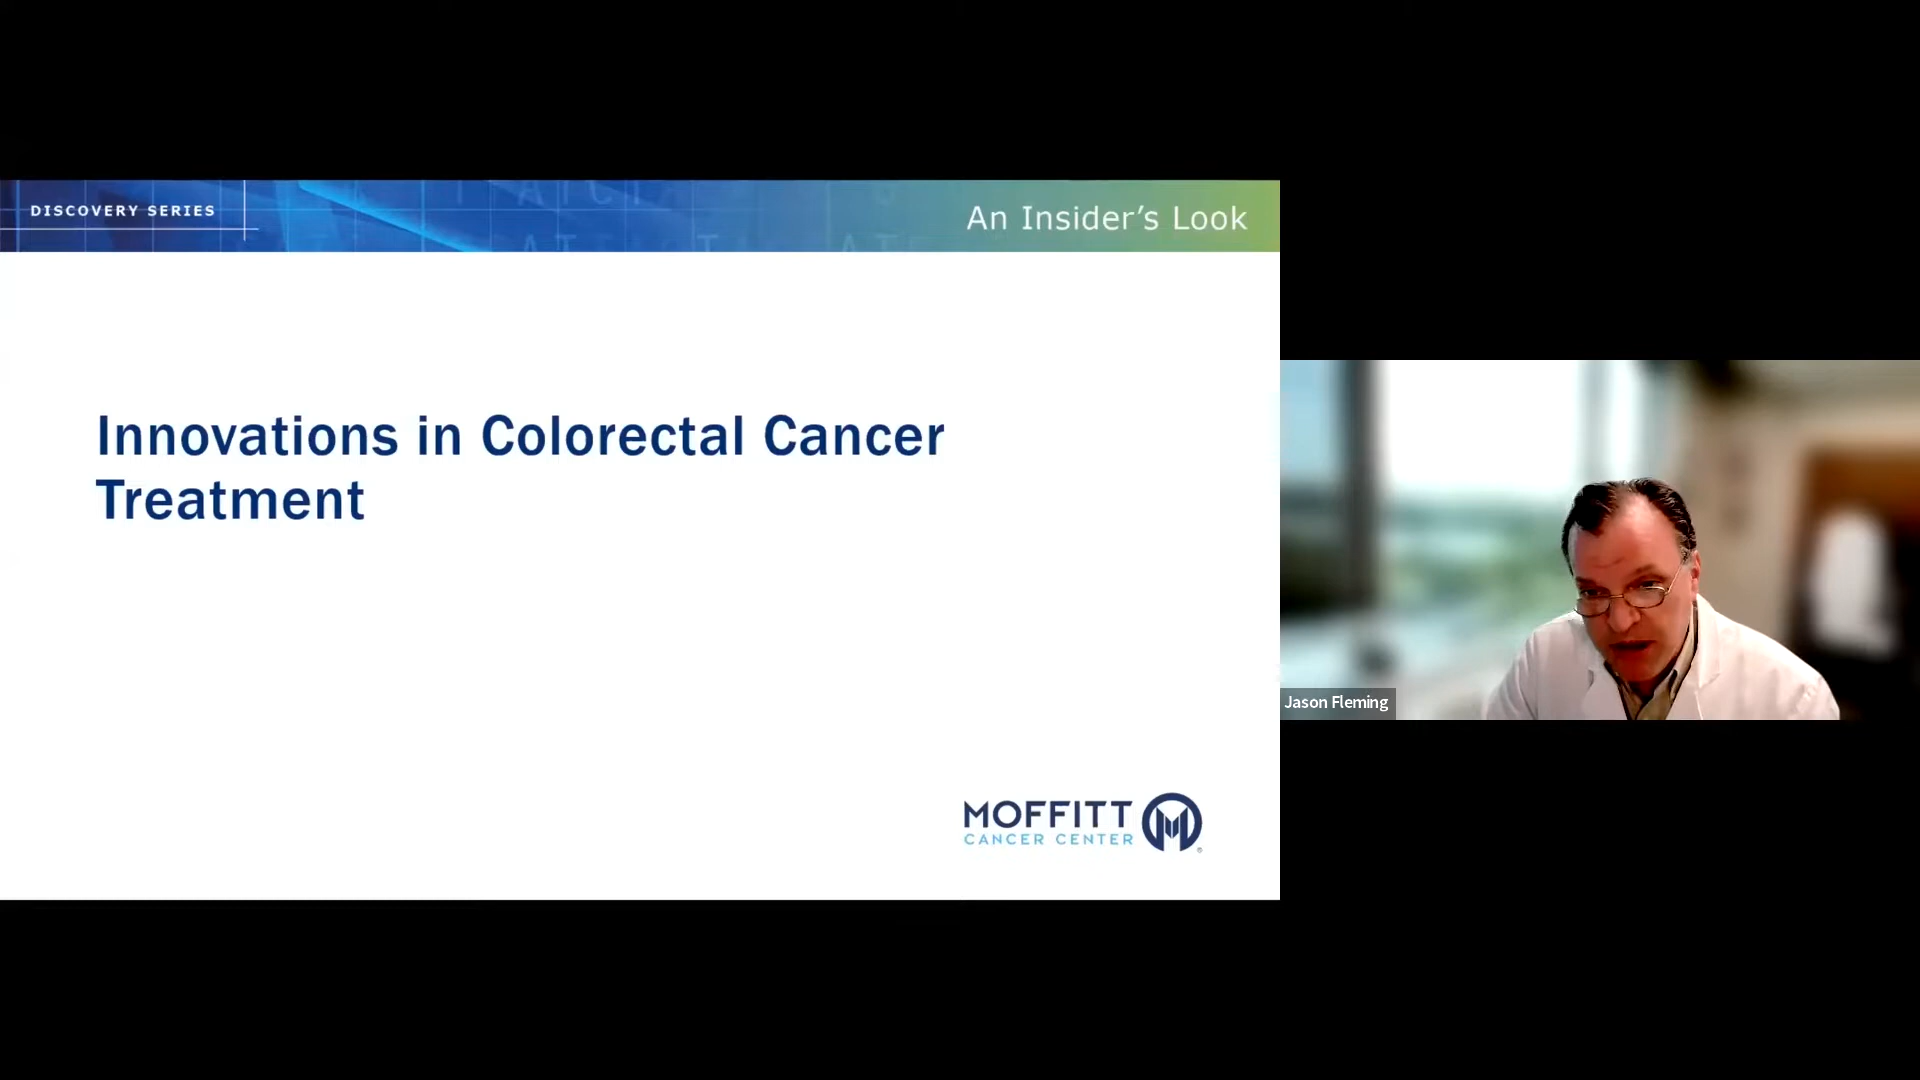 DISCOVERY SERIES
An Insider's Look
Innovations in Colorectal Cancer
Treatment
Jason Fleming
MOFFITT
CANCER CENTER